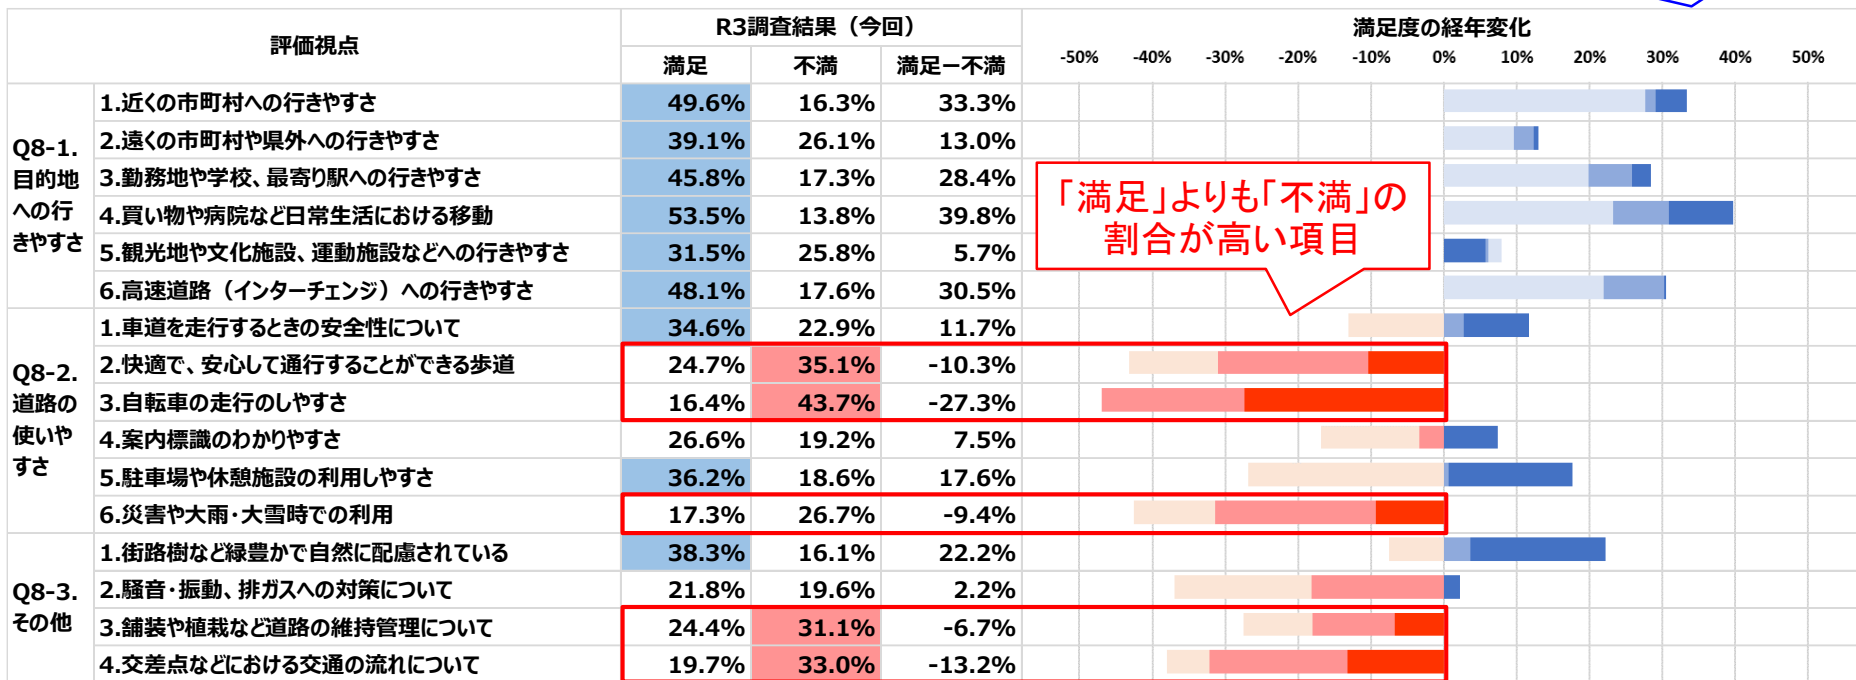 評価視点
R3調査結果（今回）
満足度の経年変化
満足 不満 満足ー不満
-50% -40% -30% -20% -10% 0% 10% 20% 30% 40% 50%
Q8-1.
目的地
への行
きやすさ
1.近くの市町村への行きやすさ 49.6% 16.3% 33.3%
2.遠くの市町村や県外への行きやすさ 39.1% 26.1% 13.0%
3.勤務地や学校、最寄り駅への行きやすさ 45.8% 17.3% 28.4%
4.買い物や病院など日常生活における移動 53.5% 13.8% 39.8%
5.観光地や文化施設、運動施設などへの行きやすさ 31.5% 25.8% 5.7%
6.高速道路（インターチェンジ）への行きやすさ 48.1% 17.6% 30.5%
「満足」よりも「不満」の
割合が高い項目
Q8-2.
道路の
使いや
すさ
1.車道を走行するときの安全性について 34.6% 22.9% 11.7%
2.快適で、安心して通行することができる歩道 24.7% 35.1% -10.3%
3.自転車の走行のしやすさ 16.4% 43.7% -27.3%
4.案内標識のわかりやすさ 26.6% 19.2% 7.5%
5.駐車場や休憩施設の利用しやすさ 36.2% 18.6% 17.6%
6.災害や大雨・大雪時での利用 17.3% 26.7% -9.4%
Q8-3.
その他
1.街路樹など緑豊かで自然に配慮されている 38.3% 16.1% 22.2%
2.騒音・振動、排ガスへの対策について 21.8% 19.6% 2.2%
3.舗装や植栽など道路の維持管理について 24.4% 31.1% -6.7%
4.交差点などにおける交通の流れについて 19.7% 33.0% -13.2%